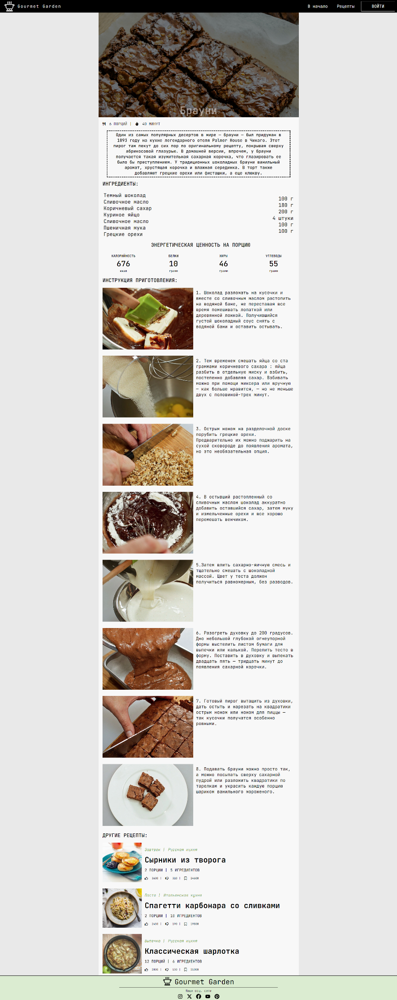 Gourmet Garden
В начало
Рецепты
ВОЙТИ
Брауни
6 ПОРЦИЙ | 40 МИНУТ
Один из самых популярных десертов в мире — брауни — был придуман в
1893 году на кухне легендарного отеля Palmer House в Чикаго. Этот
пирог там пекут до сих пор по оригинальному рецепту, покрывая сверху
абрикосовой глазурью. В домашней версии, впрочем, у брауни
получается такая изумительная сахарная корочка, что глазировать ее
было бы преступлением. У традиционных шоколадных брауни ванильный
аромат, хрустящая корочка и влажная серединка. В торт также
добавляют грецкие орехи или фисташки, а еще клюкву.
ИНГРЕДИЕНТЫ:
Темный шоколад
Сливочное масло
Коричневый сахар
Куриное яйцо
Сливочное масло
Пшеничная мука
Грецкие орехи
100 г
180 г
200 г
4 штуки
100 г
100 г
ЭНЕРГЕТИЧЕСКАЯ ЦЕННОСТЬ НА ПОРЦИЮ
КАЛОРИЙНОСТЬ
676
ккал
БЕЛКИ
10
грамм
ЖИРЫ
46
грамм
УГЛЕВОДЫ
55
грамм
ИНСТРУКЦИЯ ПРИГОТОВЛЕНИЯ:
1. Шоколад разломать на кусочки и
вместе со сливочным маслом растопить
на водяной бане, не переставая все
время помешивать лопаткой или
деревянной ложкой. Получившийся
густой шоколадный соус снять с
водяной бани и оставить остывать.
2. Тем временем смешать яйца со ста
граммами коричневого сахара : яйца
разбить в отдельную миску и взбить,
постепенно добавляя сахар. Взбивать
можно при помощи миксера или вручную
— как больше нравится, — но не меньше
двух с половиной-трех минут.
3. Острым ножом на разделочной доске
порубить грецкие орехи.
Предварительно их можно поджарить на
сухой сковороде до появления аромата,
но это необязательная опция.
4. В остывший растопленный со
сливочным маслом шоколад аккуратно
добавить оставшийся сахар, затем муку
и измельченные орехи и все хорошо
перемешать венчиком.
5.Затем влить сахарно-яичную смесь и
тщательно смешать с шоколадной
массой. Цвет у теста должен
получиться равномерным, без разводов.
6. Разогреть духовку до 200 градусов.
Дно небольшой глубокой огнеупорной
формы выстелить листом бумаги для
выпечки или калькой. Перелить тесто в
форму. Поставить в духовку и выпекать
двадцать пять — тридцать минут до
появления сахарной корочки.
7. Готовый пирог вытащить из духовки,
дать остыть и нарезать на квадратики
острым ножом или ножом для пиццы —
так кусочки получатся особенно
ровными.
8. Подавать брауни можно просто так,
а можно посыпать сверху сахарной
пудрой или разложить квадратики по
тарелкам и украсить каждую порцию
шариком ванильного мороженого.
ДРУГИЕ РЕЦЕПТЫ:
Завтрак | Русская кухня
Сырники из творога
2 ПОРЦИИ | 5 ИГРЕДИЕНТОВ
3600 | 310 | 24600
Паста | Итальянская кухня
Спагетти карбонара со сливками
2 ПОРЦИИ | 10 ИГРЕДИЕНТОВ
2450 | 190 | 19800
Выпечка | Русская кухня
Классическая шарлотка
12 ПОРЦИЙ | 6 ИГРЕДИЕНТОВ
2000 | 130 | 21000
Gourmet Garden
Наши соц. сети